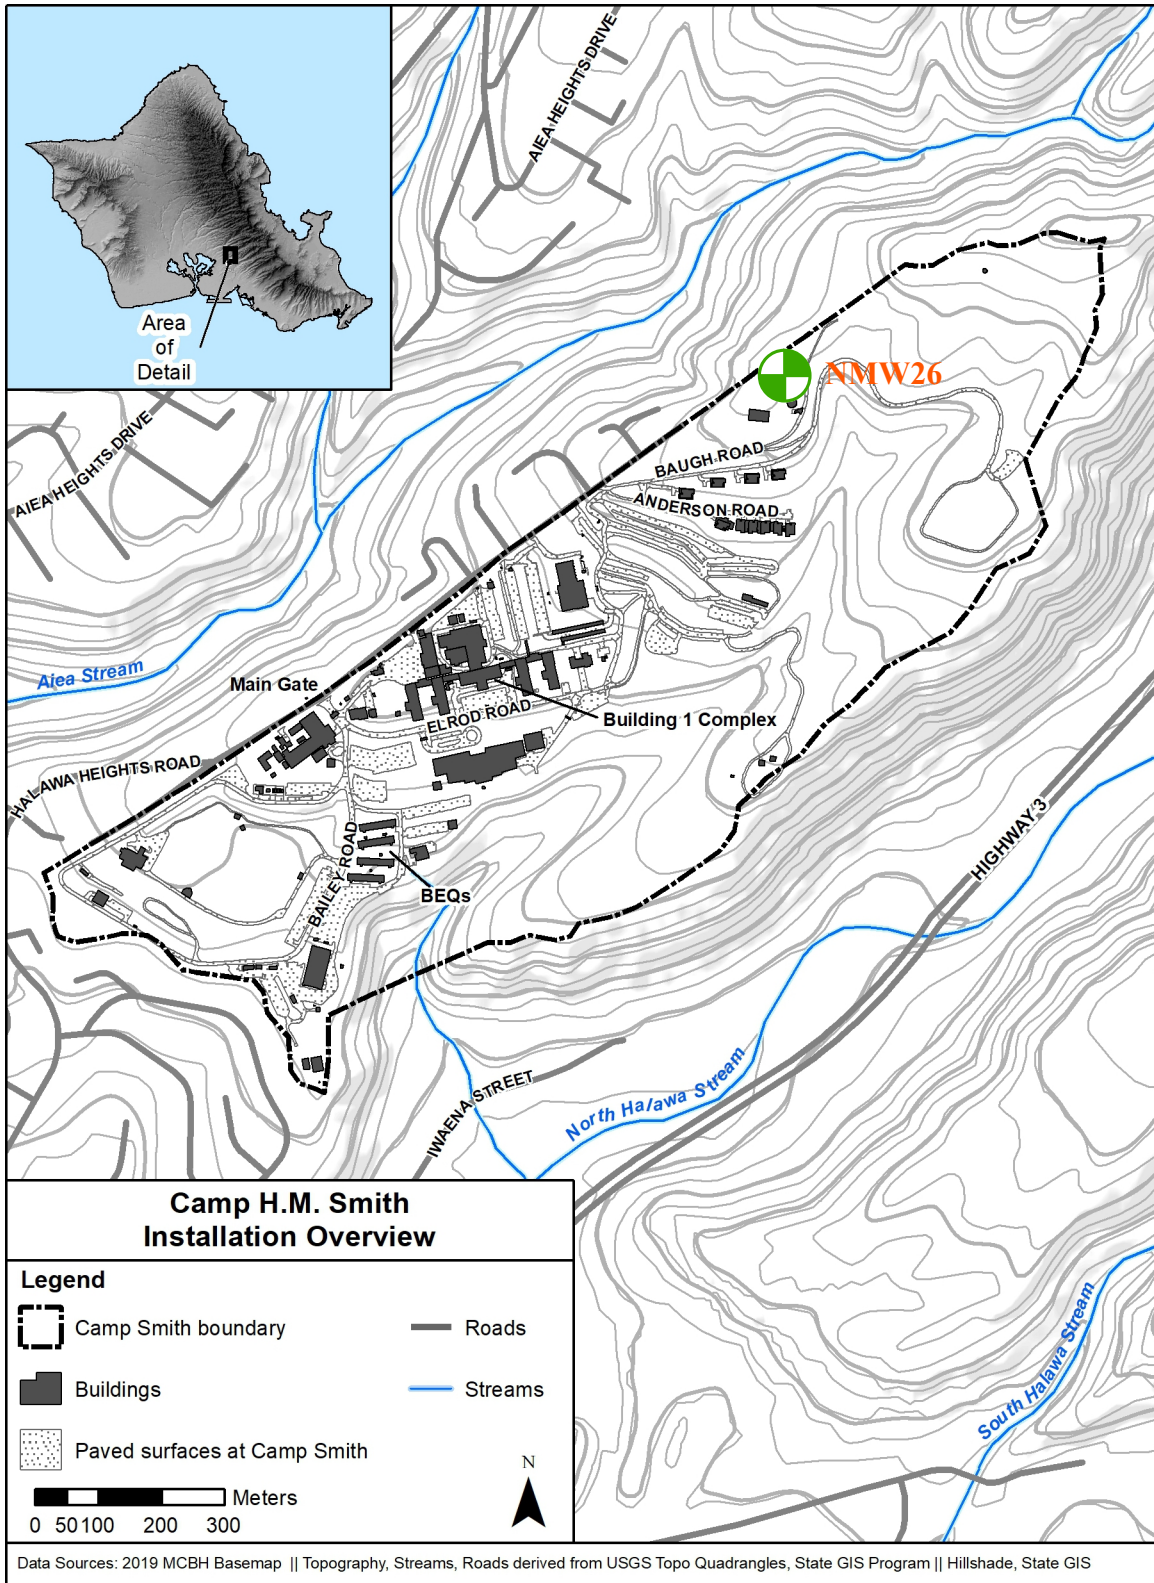 AIEA HEIGHTS DRIVE
Area
of
Detail
NMW26
AIEA HEIGHTS DRIVE
BAUGH ROAD
ANDERSON ROAD
Aiea Stream
Main Gate
ELROD ROAD
Building 1 Complex
HALAWA HEIGHTS ROAD
BAILEY ROAD
HIGHWAY 3
BEQs
IWAENA STREET
North Halawa Stream
South Halawa Stream
Camp H.M. Smith
Installation Overview
Legend
Camp Smith boundary
Roads
Buildings
Streams
Paved surfaces at Camp Smith
N
Meters
0 50 100 200 300
Data Sources: 2019 MCBH Basemap || Topography, Streams, Roads derived from USGS Topo Quadrangles, State GIS Program || Hillshade, State GIS